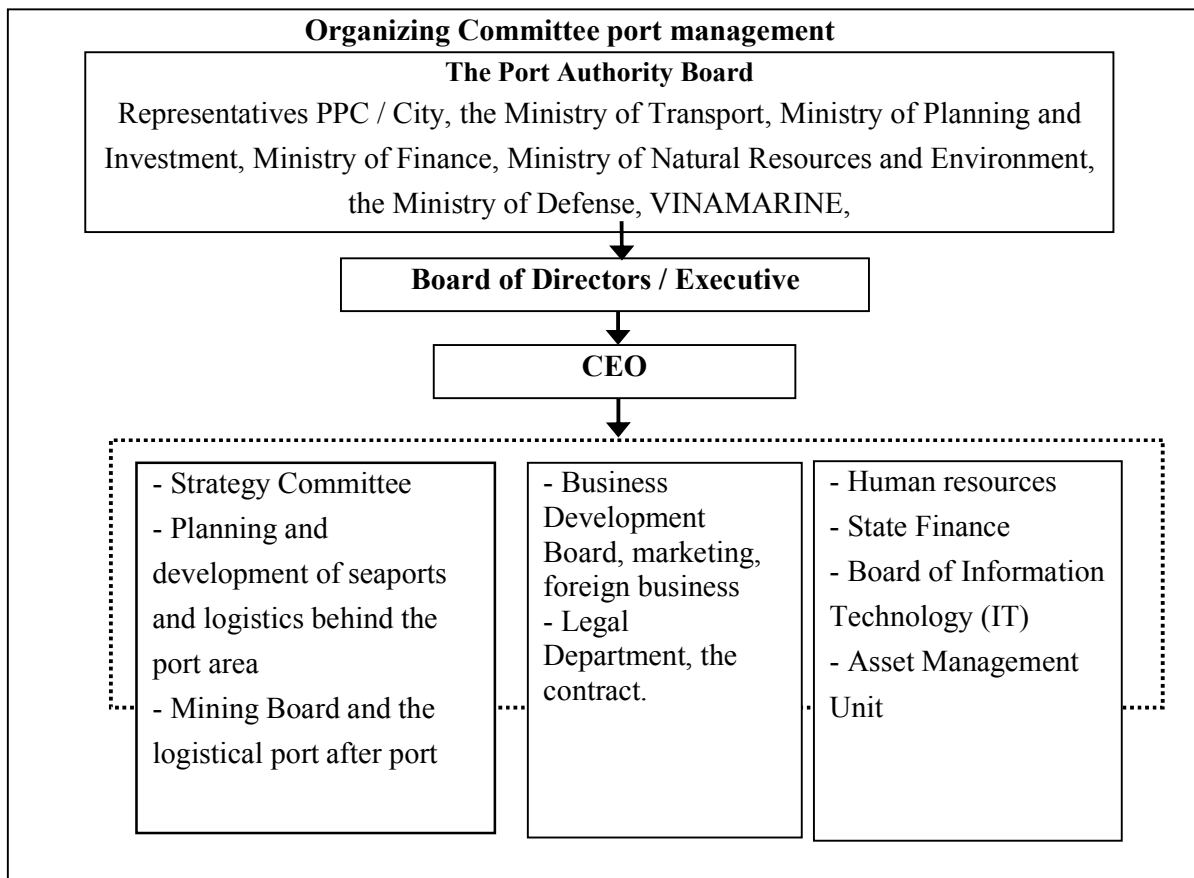 Organizing Committee port management
The Port Authority Board
Representatives PPC / City, the Ministry of Transport, Ministry of Planning and
Investment, Ministry of Finance, Ministry of Natural Resources and Environment,
the Ministry of Defense, VINAMARINE,
Board of Directors / Executive
CEO
- Strategy Committee
- Planning and
development of seaports
and logistics behind the
port area
- Mining Board and the
logistical port after port
- Business
Development
Board, marketing,
foreign business
- Legal
Department, the
contract.
- Human resources
- State Finance
- Board of Information
Technology (IT)
- Asset Management
Unit